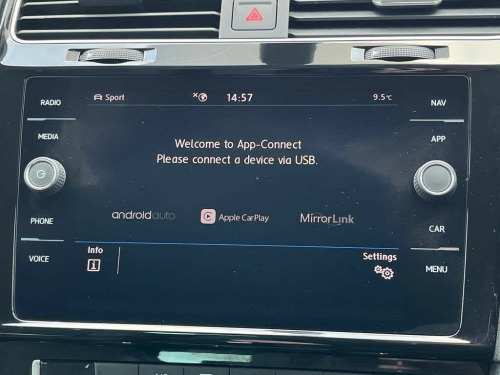 RADIO
MEDIA
PHONE
VOICE
Sport
14:57
9.5°C
Welcome to App-Connect
Please connect a device via USB.
androidauto
Apple CarPlay
MirrorLink
Info
Settings
NAV
APP
CAR
MENU